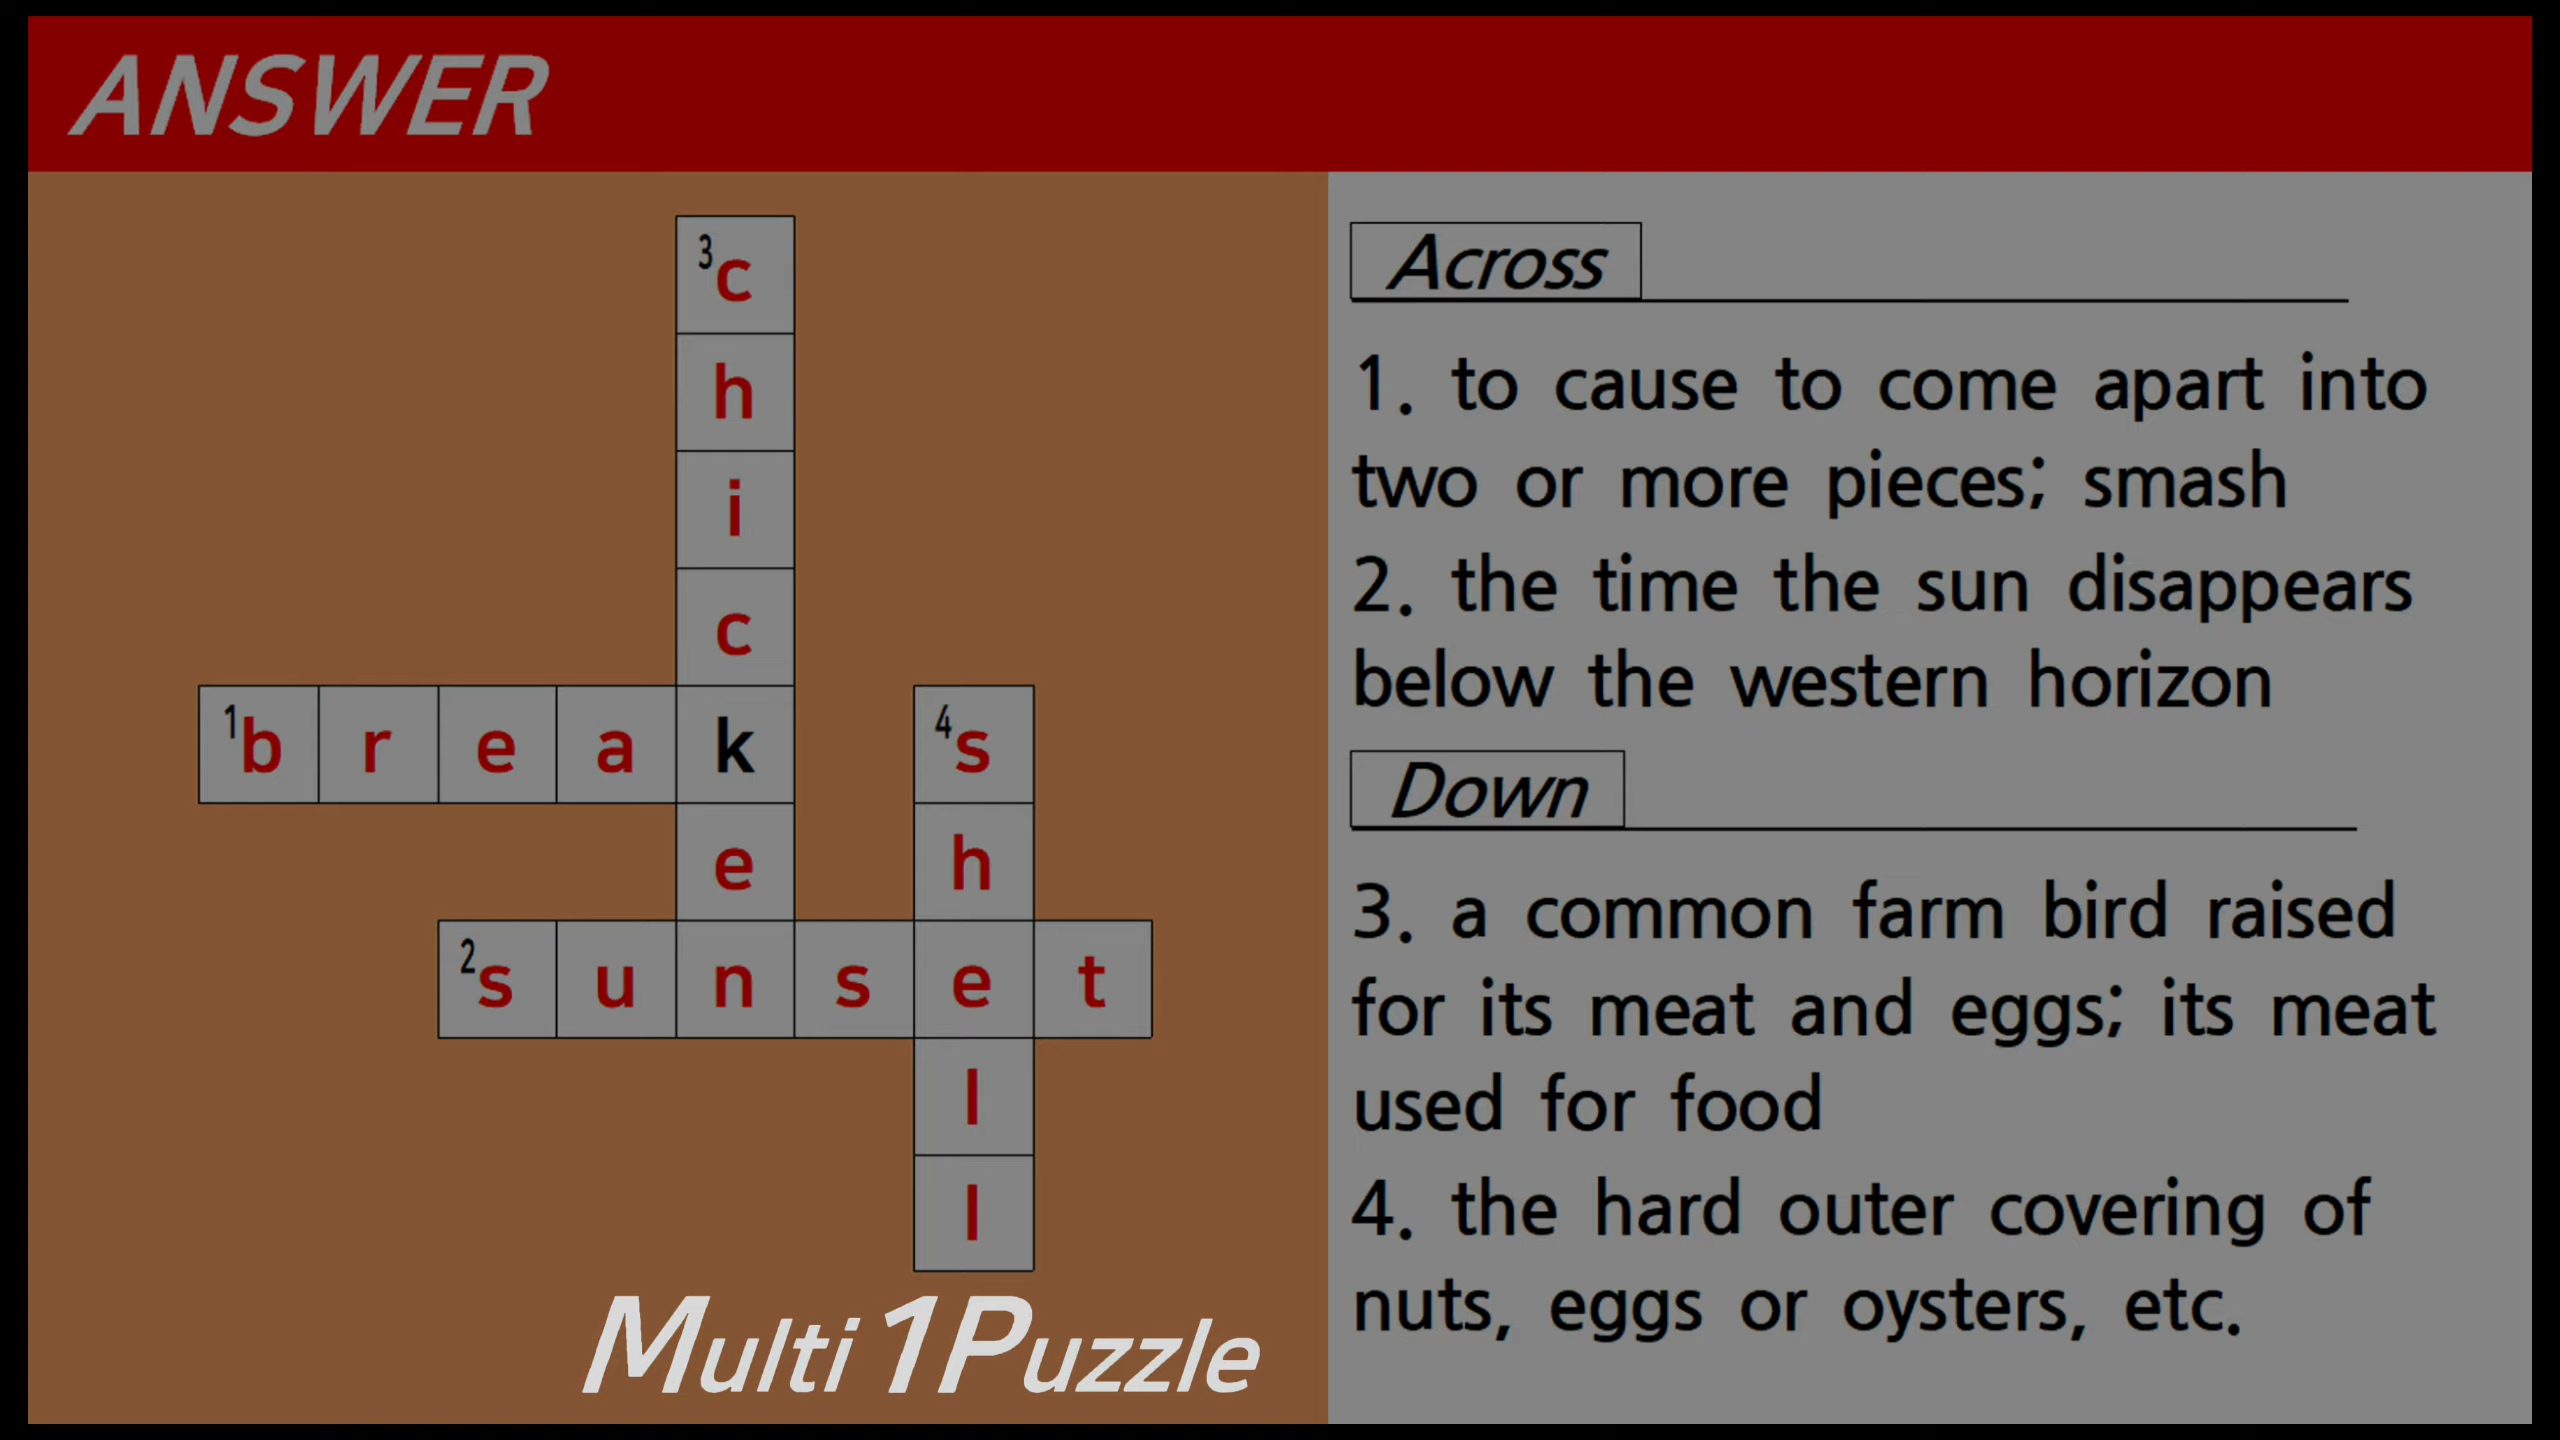 ANSWER
3 c
h
i
c
1 b r e a k
4 s
e
h
2 s u n s e t
l
l
Multi 1 Puzzle
Across
1. to cause to come apart into
two or more pieces; smash
2. the time the sun disappears
below the western horizon
Down
3. a common farm bird raised
for its meat and eggs; its meat
used for food
4. the hard outer covering of
nuts, eggs or oysters, etc.